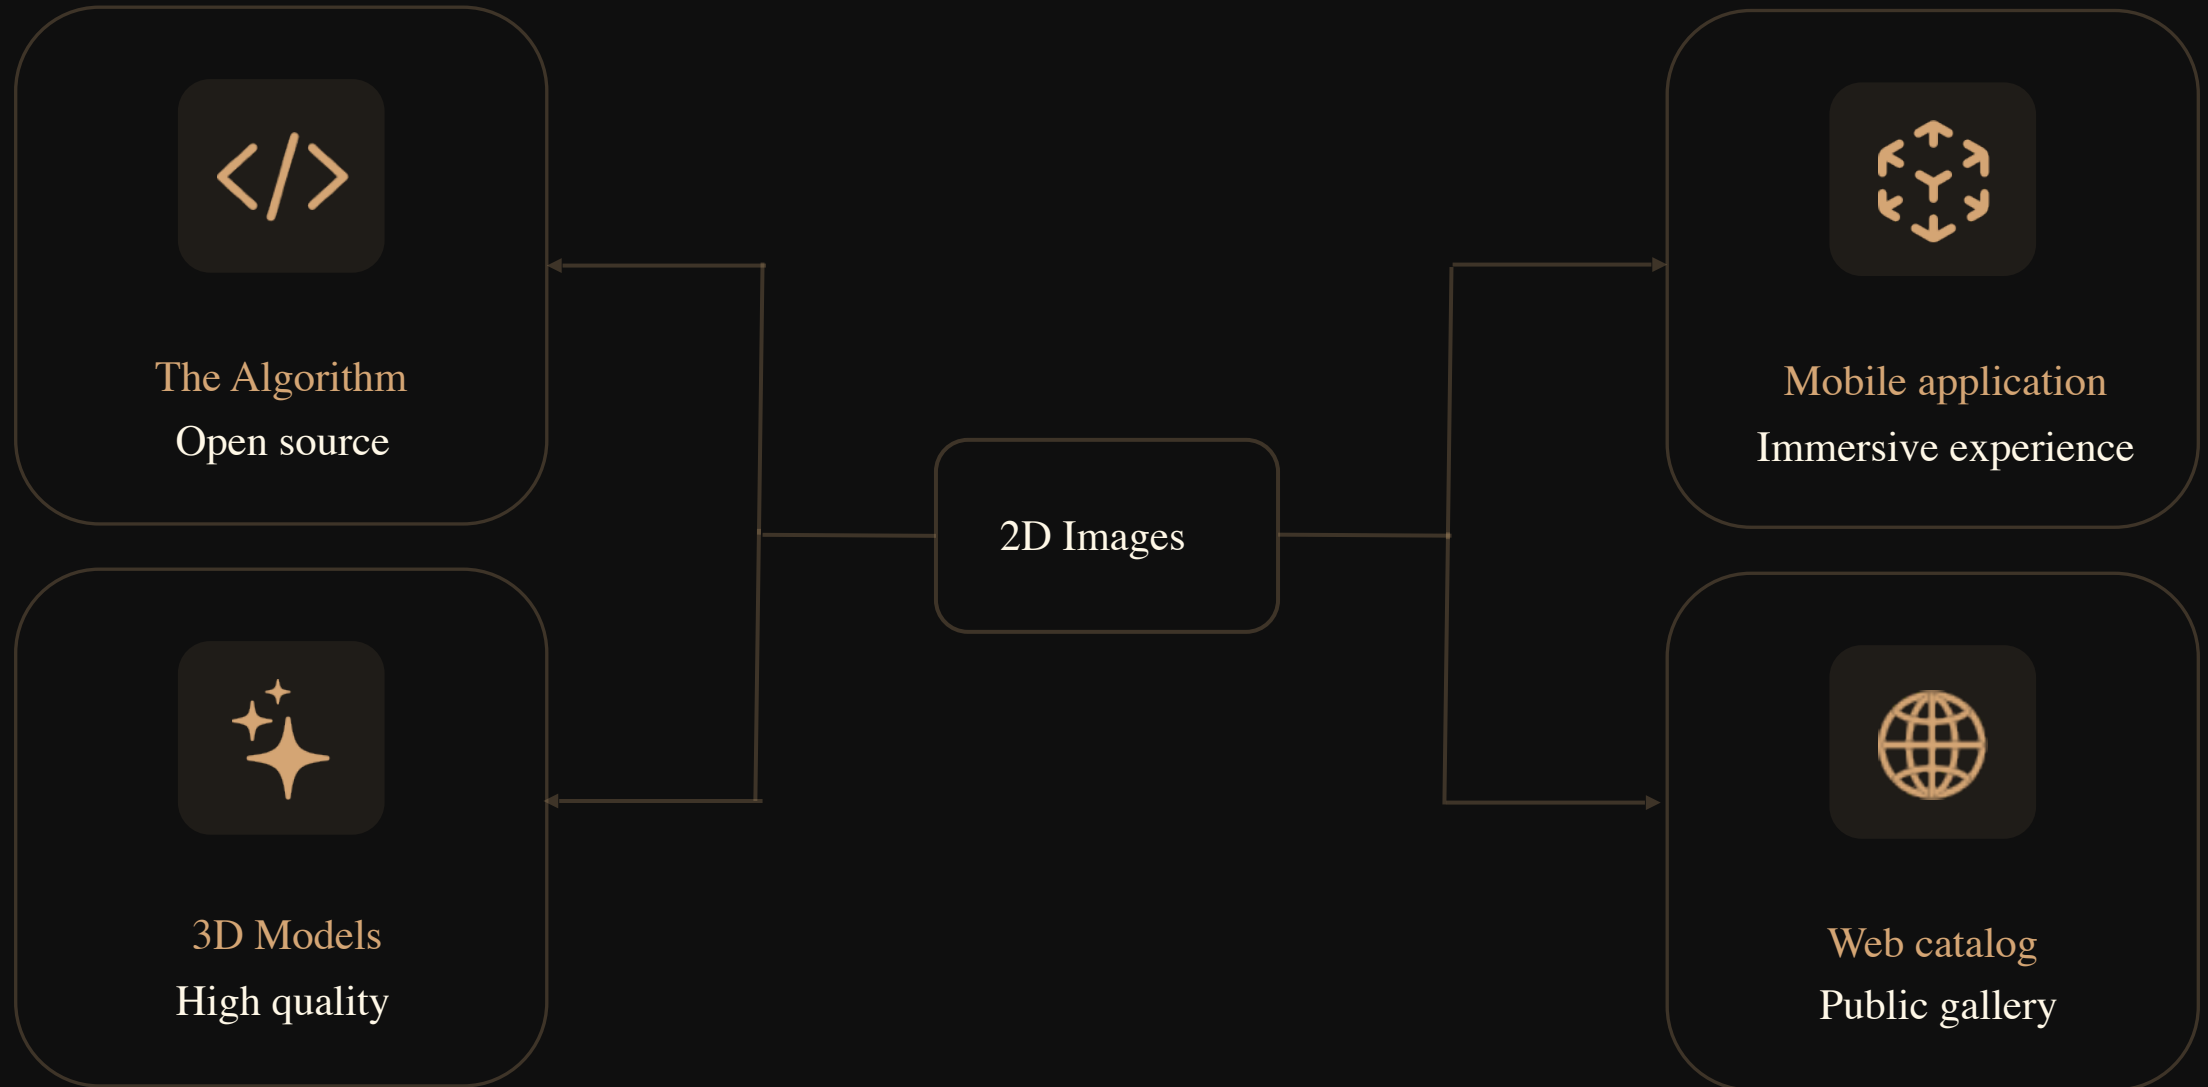 The Algorithm
Open source
Mobile application
Immersive experience
2D Images
3D Models
High quality
Web catalog
Public gallery